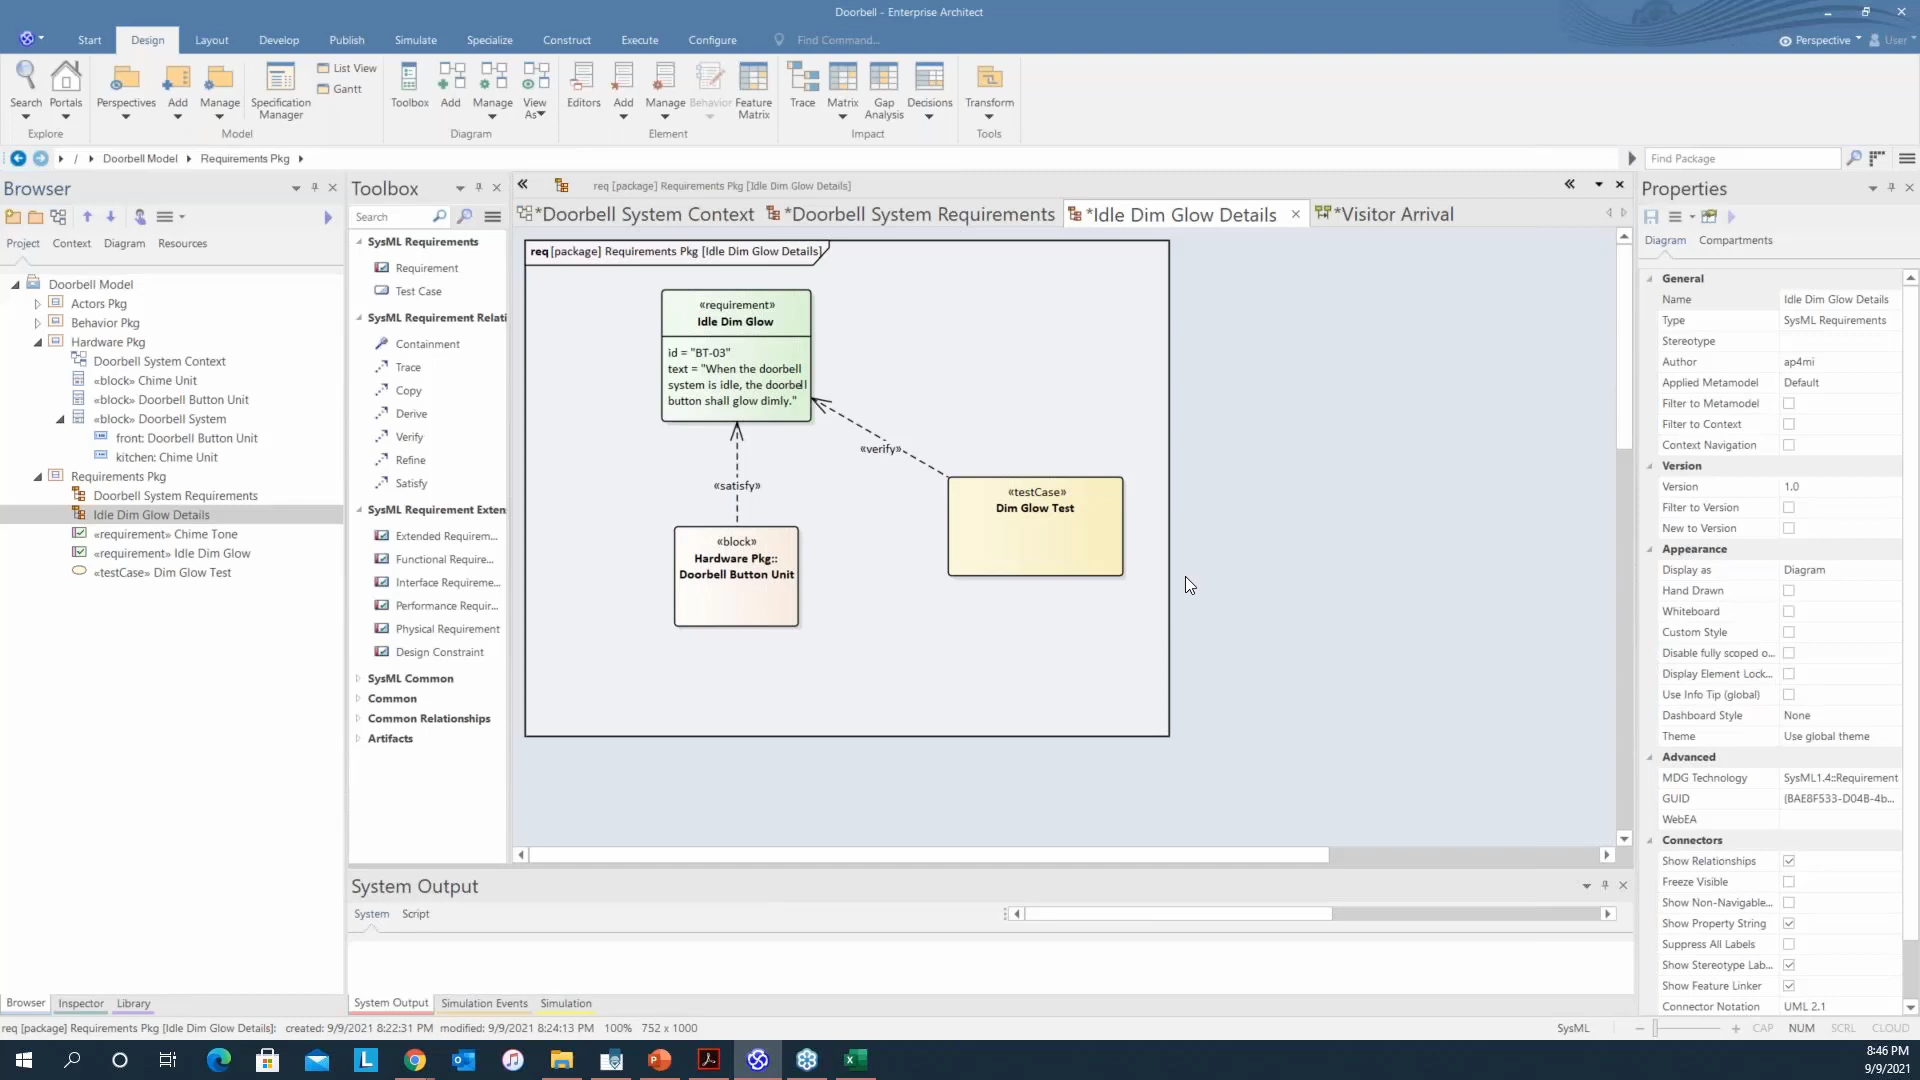 Doorbell - Enterprise Architect
Start Design Layout Develop Publish Simulate Specialize Construct Execute Configure Find Command... Perspective User
List View
Gantt
Search Portals Perspectives Add Manage Specification Manager Toolbox Add Manage View As Editors Add Manage Behavior Feature Matrix Trace Matrix Gap Analysis Decisions Transform
Explore Model Diagram Element Impact Tools
/ Doorbell Model Requirements Pkg Find Package
Browser
Project Context Diagram Resources
Doorbell Model
Actors Pkg
Behavior Pkg
Hardware Pkg
Doorbell System Context
«block» Chime Unit
«block» Doorbell Button Unit
«block» Doorbell System
front: Doorbell Button Unit
kitchen: Chime Unit
Requirements Pkg
Doorbell System Requirements
Idle Dim Glow Details
«requirement» Chime Tone
«requirement» Idle Dim Glow
«testCase» Dim Glow Test
Browser Inspector Library
Toolbox
Search
SysML Requirements
Requirement
Test Case
SysML Requirement Relati
Containment
Trace
Copy
Derive
Verify
Refine
Satisfy
SysML Requirement Exten
Extended Requirem...
Functional Require...
Interface Requireme...
Performance Requir...
Physical Requirement
Design Constraint
SysML Common
Common
Common Relationships
Artifacts
req [package] Requirements Pkg [Idle Dim Glow Details]
*Doorbell System Context *Doorbell System Requirements *Idle Dim Glow Details *Visitor Arrival
req [package] Requirements Pkg [Idle Dim Glow Details]
«requirement»
Idle Dim Glow
id = "BT-03"
text = "When the doorbell
system is idle, the doorbell
button shall glow dimly."
«verify»
«satisfy»
«testCase»
Dim Glow Test
«block»
Hardware Pkg::
Doorbell Button Unit
System Output
System Script
System Output Simulation Events Simulation
Properties
Diagram Compartments
General
Name Idle Dim Glow Details
Type SysML Requirements
Stereotype
Author ap4mi
Applied Metamodel Default
Filter to Metamodel
Filter to Context
Context Navigation
Version
Version 1.0
Filter to Version
New to Version
Appearance
Display as Diagram
Hand Drawn
Whiteboard
Custom Style
Disable fully scoped o...
Display Element Lock...
Use Info Tip (global)
Dashboard Style None
Theme Use global theme
Advanced
MDG Technology SysML1.4::Requirement
GUID {BAE8F533-D04B-4b...
WebEA
Connectors
Show Relationships
Freeze Visible
Show Non-Navigable...
Show Property String
Suppress All Labels
Show Stereotype Lab...
Show Feature Linker
Connector Notation UML 2.1
req [package] Requirements Pkg [Idle Dim Glow Details]: created: 9/9/2021 8:22:31 PM modified: 9/9/2021 8:24:13 PM 100% 752 x 1000 SysML CAP NUM SCRL CLOUD
8:46 PM
9/9/2021